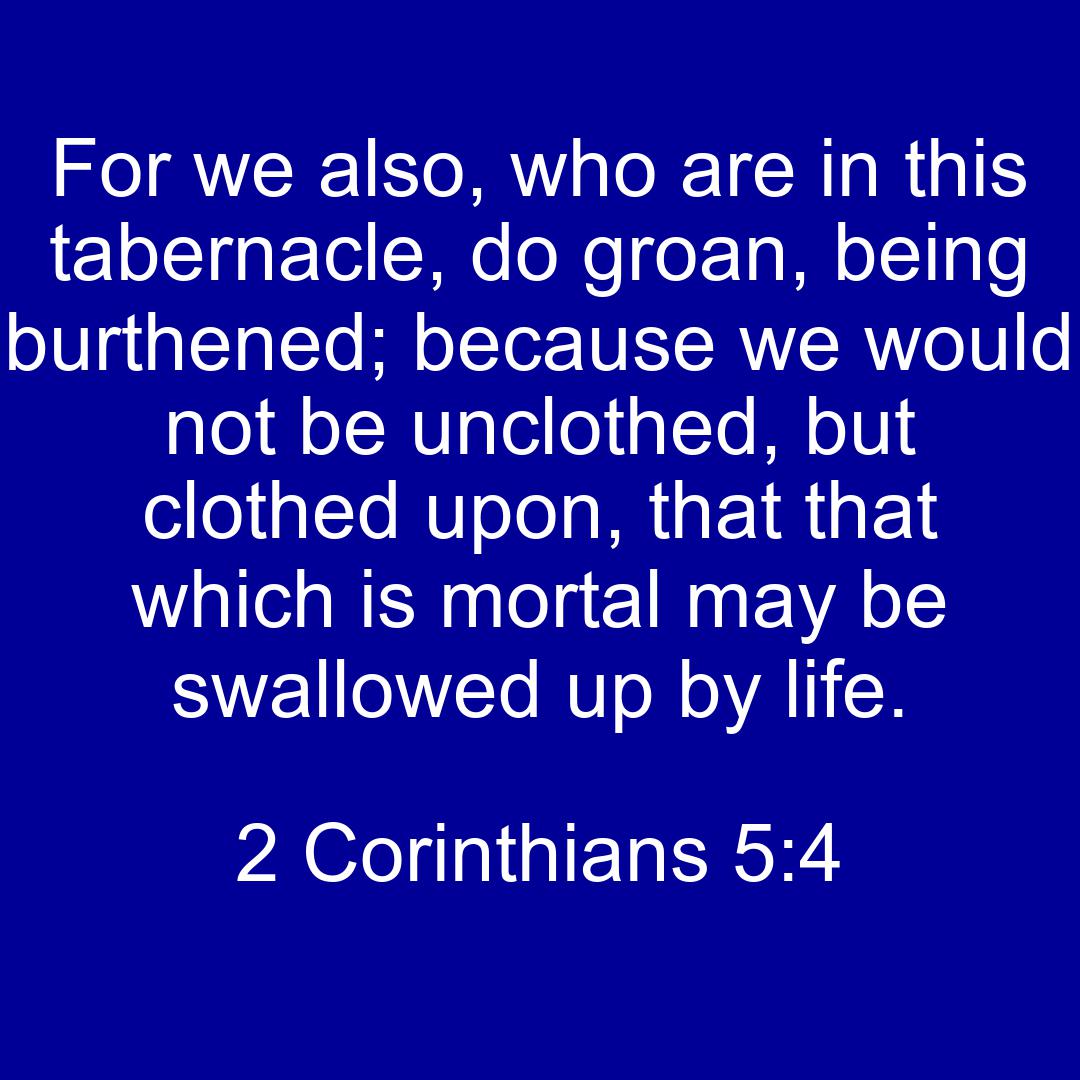 For we also, who are in this
tabernacle, do groan, being
burthened; because we would
not be unclothed, but
clothed upon, that that
which is mortal may be
swallowed up by life.
2 Corinthians 5:4